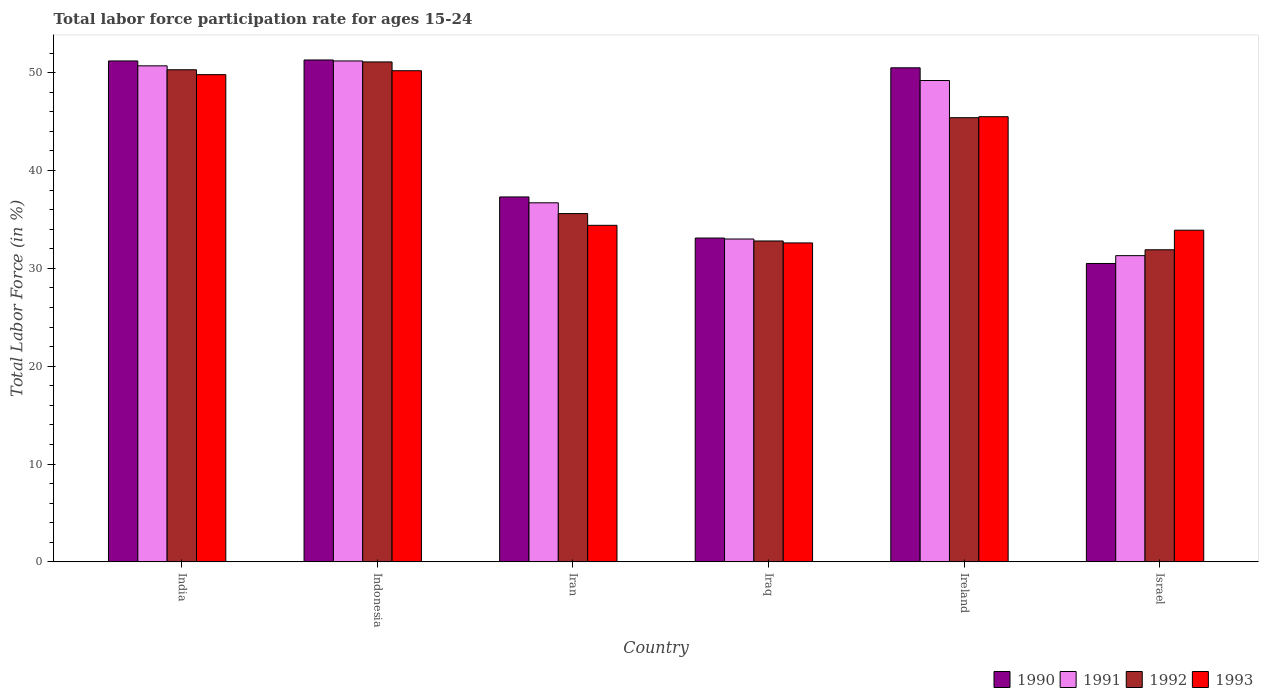 Total labor force participation rate for ages 15-24
Total Labor Force (in %)
50
40
30
20
10
0
India
Indonesia
Iran
Iraq
Ireland
Israel
Country
1990
1991
1992
1993